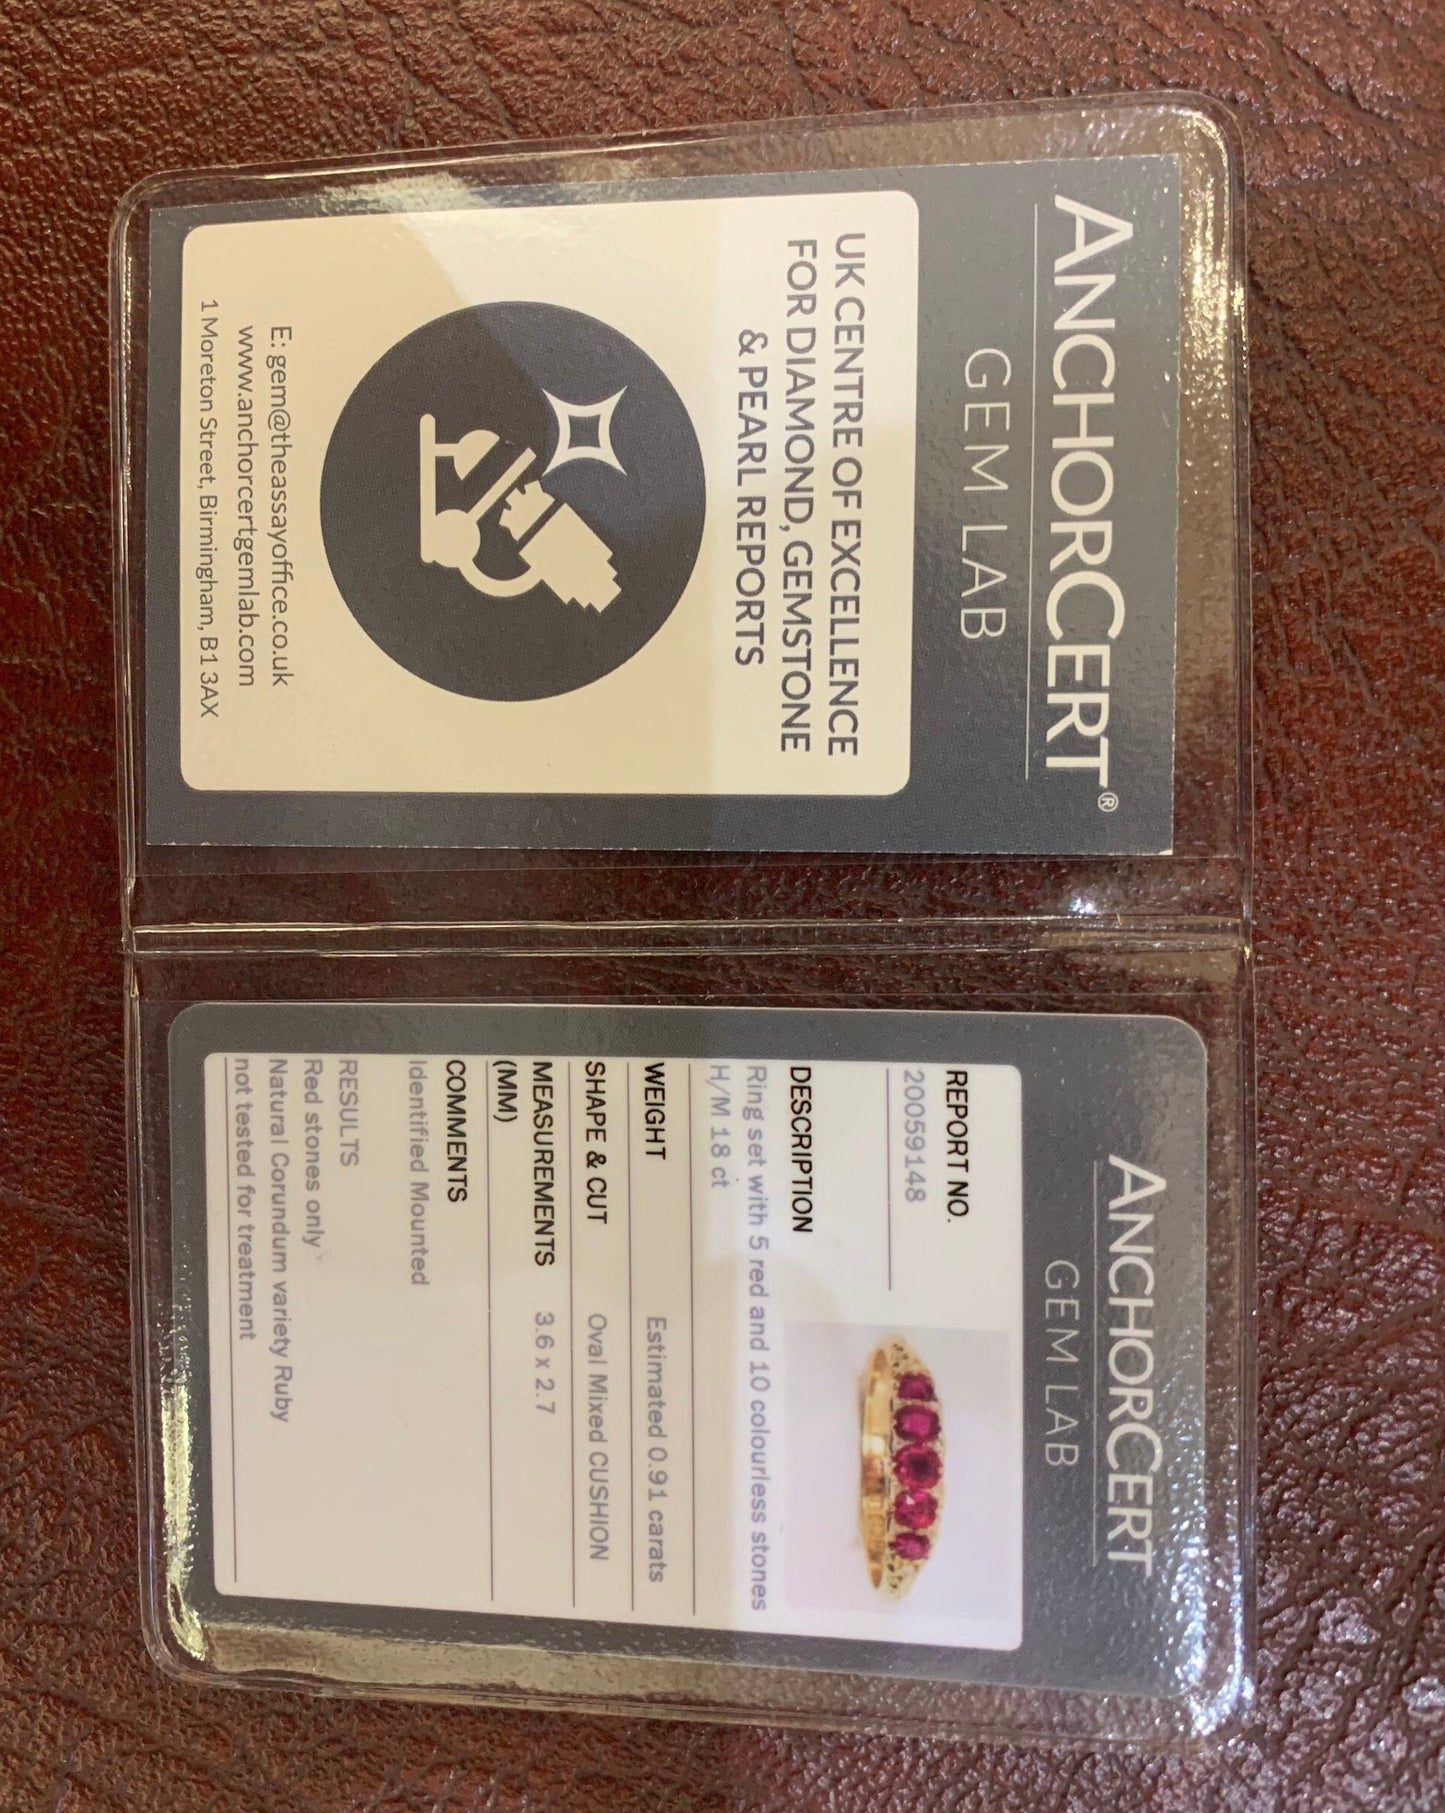 ANCHORCERT®
GEM LAB
UK CENTRE OF EXCELLENCE
FOR DIAMOND, GEMSTONE
& PEARL REPORTS
E: gem@theassayoffice.co.uk
www.anchorcertgemlab.com
1 Moreton Street, Birmingham, B1 3AX
ANCHORCERT
GEM LAB
REPORT NO.
20059148
DESCRIPTION
Ring set with 5 red and 10 colourless stones
H/M 18 ct
WEIGHT Estimated 0.91 carats
SHAPE & CUT Oval Mixed CUSHION
MEASUREMENTS 3.6 x 2.7
(MM)
COMMENTS
Identified Mounted
RESULTS
Red stones only
Natural Corundum variety Ruby
not tested for treatment